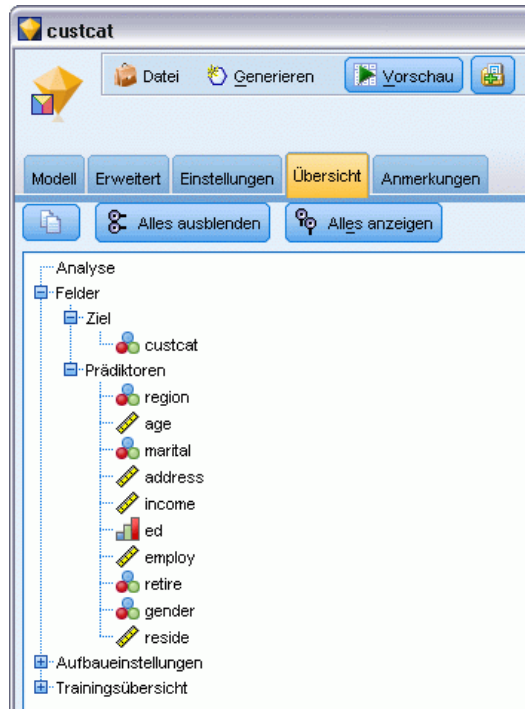 custcat
Datei Generieren Vorschau
Modell Erweitert Einstellungen Übersicht Anmerkungen
Alles ausblenden Alles anzeigen
Analyse
Felder
Ziel
custcat
Prädiktoren
region
age
marital
address
income
ed
employ
retire
gender
reside
Aufbaueinstellungen
Trainingsübersicht